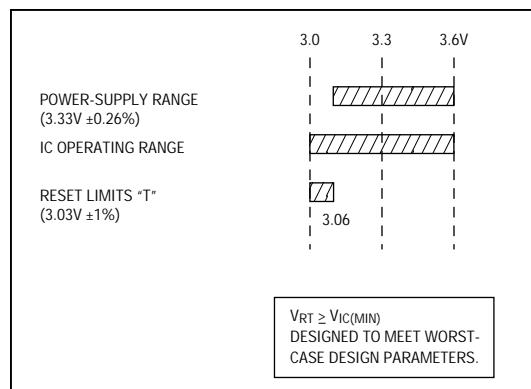 3.0 3.3 3.6V
POWER-SUPPLY RANGE
(3.33V ±0.26%)
IC OPERATING RANGE
RESET LIMITS “T”
(3.03V ±1%)
3.06
VRT ≥ VIC(MIN)
DESIGNED TO MEET WORST-
CASE DESIGN PARAMETERS.